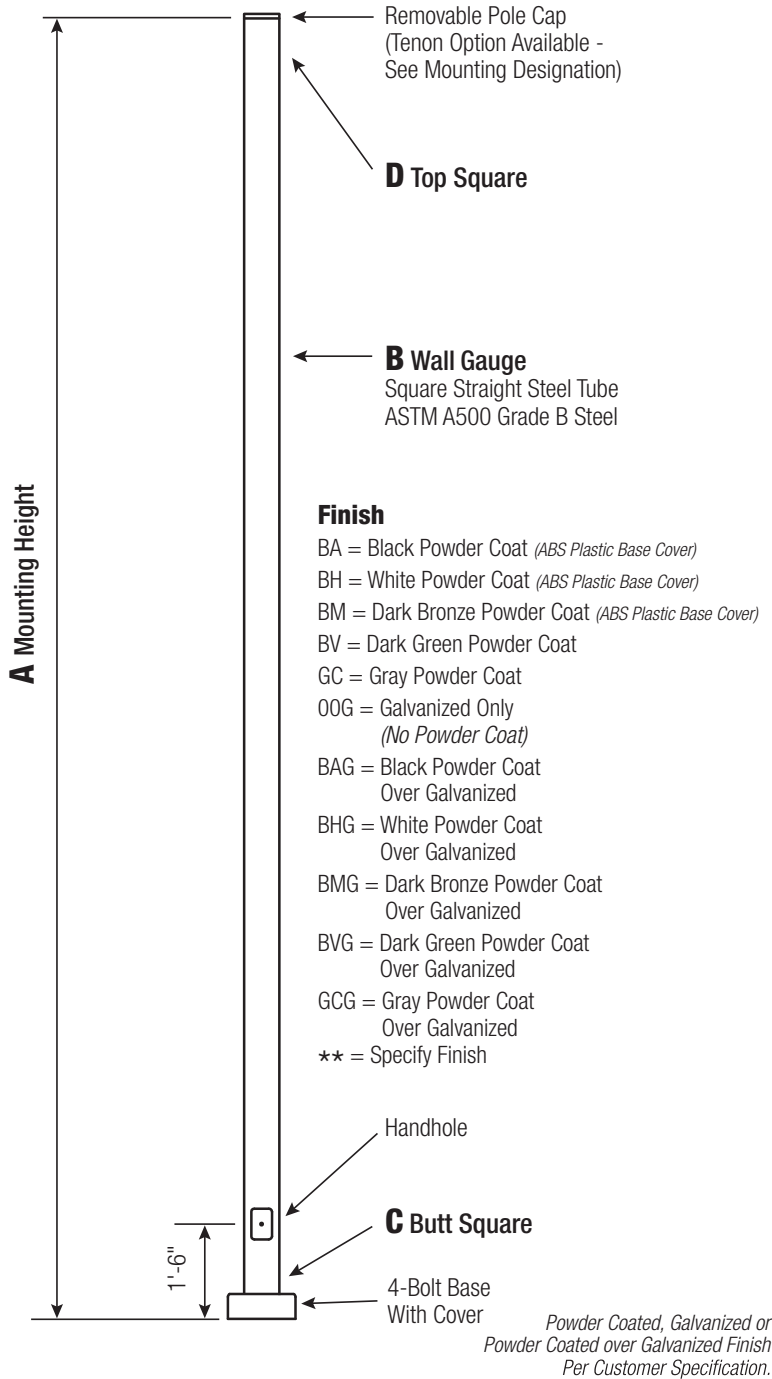 Removable Pole Cap
(Tenon Option Available -
See Mounting Designation)
D Top Square
B Wall Gauge
Square Straight Steel Tube
ASTM A500 Grade B Steel
A Mounting Height
Finish
BA = Black Powder Coat (ABS Plastic Base Cover)
BH = White Powder Coat (ABS Plastic Base Cover)
BM = Dark Bronze Powder Coat (ABS Plastic Base Cover)
BV = Dark Green Powder Coat
GC = Gray Powder Coat
00G = Galvanized Only
(No Powder Coat)
BAG = Black Powder Coat
Over Galvanized
BHG = White Powder Coat
Over Galvanized
BMG = Dark Bronze Powder Coat
Over Galvanized
BVG = Dark Green Powder Coat
Over Galvanized
GCG = Gray Powder Coat
Over Galvanized
** = Specify Finish
Handhole
C Butt Square
1'-6"
4-Bolt Base
With Cover
Powder Coated, Galvanized or
Powder Coated over Galvanized Finish
Per Customer Specification.